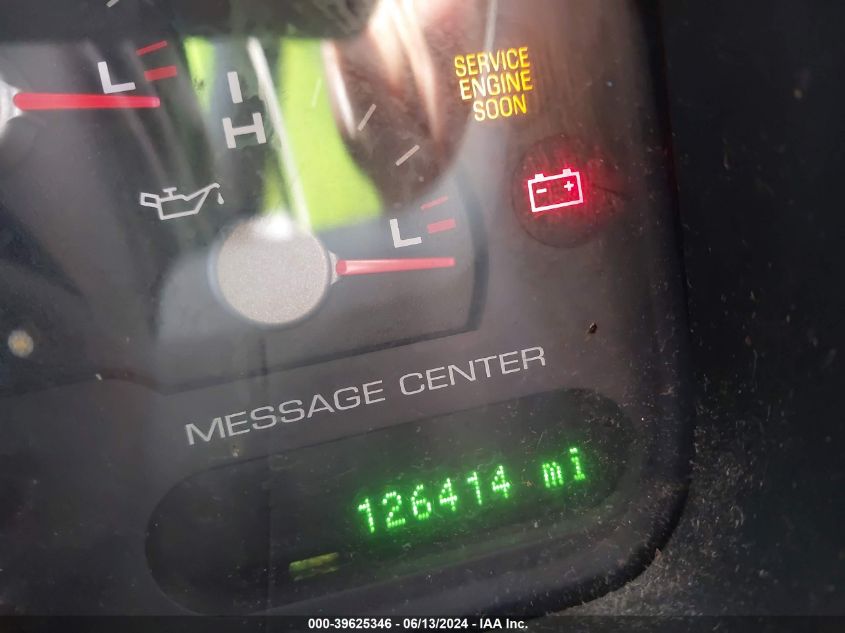 L
H
SERVICE
ENGINE
SOON
- +
L
MESSAGE CENTER
126414 mi
000-39625346 - 06/13/2024 - IAA Inc.